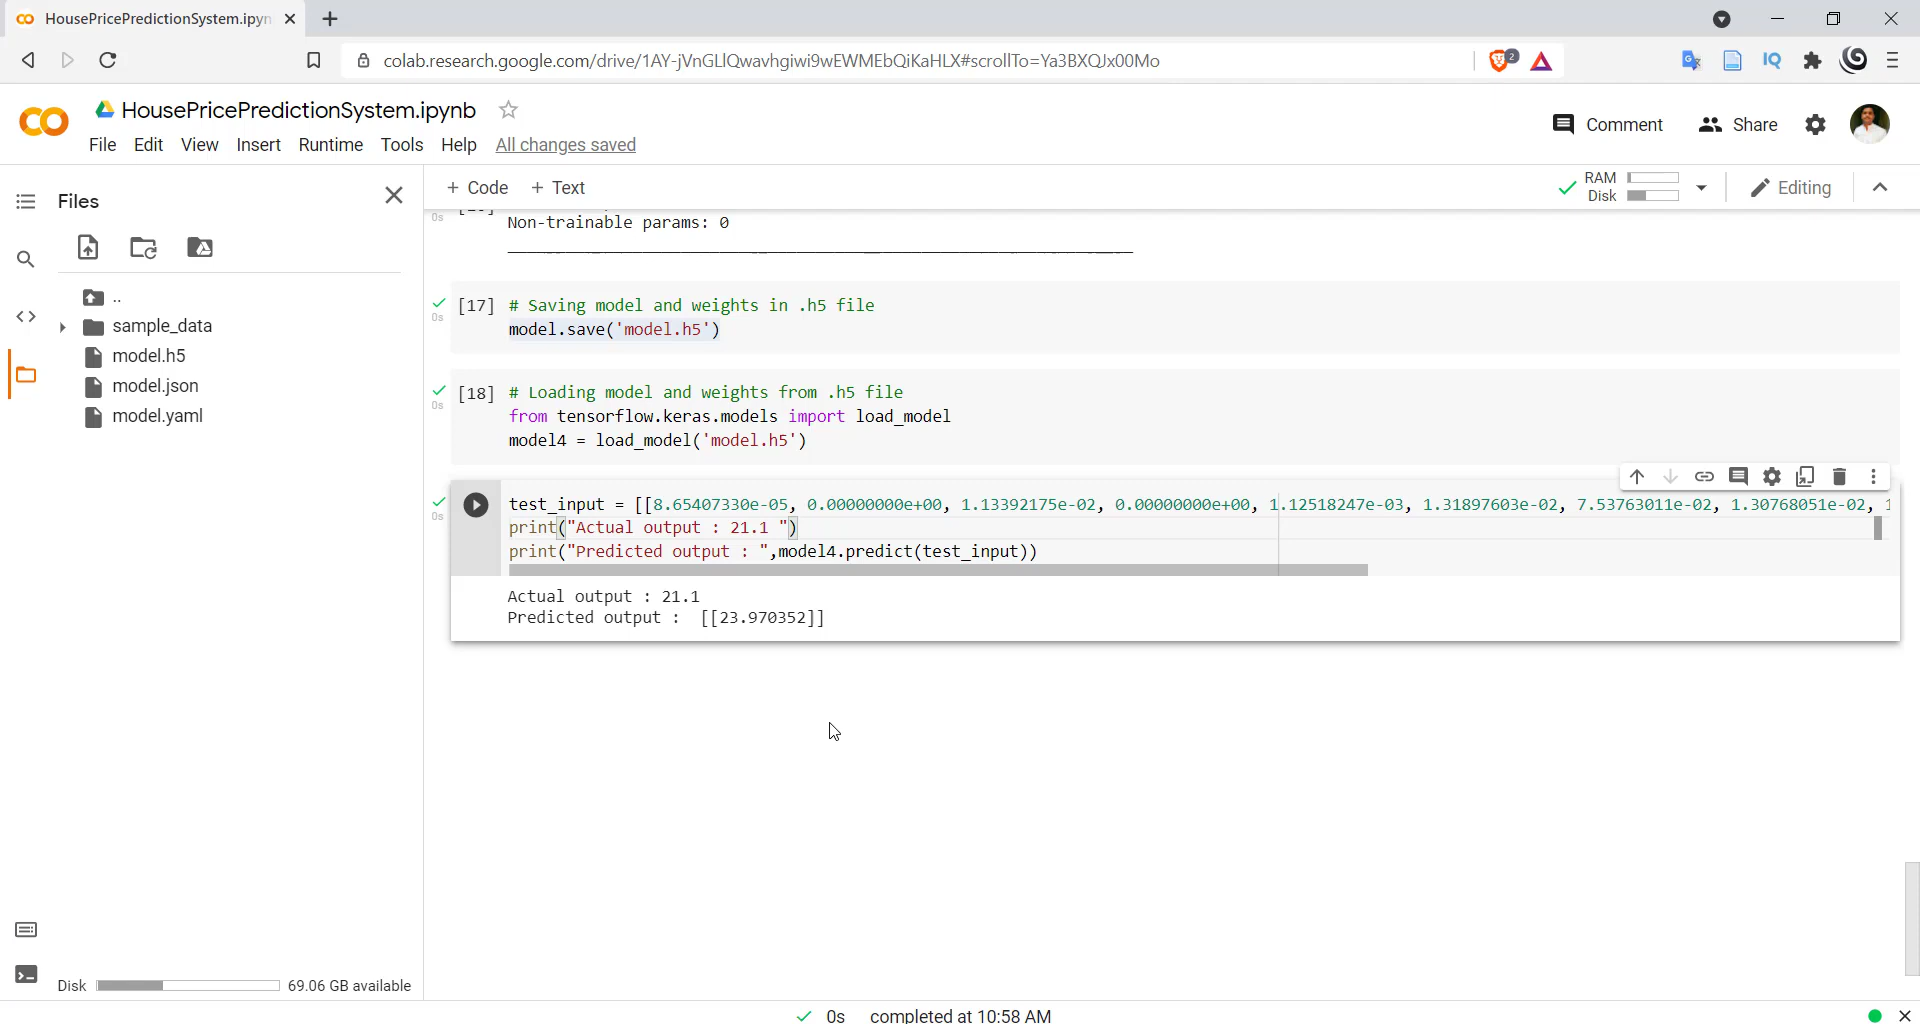 HousePricePredictionSystem.ipyn
colab.research.google.com/drive/1AY-jVnGLlQwavhgiwi9wEWMEbQiKaHLX#scrollTo=Ya3BXQJx00Mo
2
IQ
HousePricePredictionSystem.ipynb
Comment
Share
File Edit View Insert Runtime Tools Help All changes saved
Files
+ Code + Text
RAM
Disk
Editing
0s
Non-trainable params: 0
..
sample_data
model.h5
model.json
model.yaml
0s
[17] # Saving model and weights in .h5 file
model.save('model.h5')
0s
[18] # Loading model and weights from .h5 file
from tensorflow.keras.models import load_model
model4 = load_model('model.h5')
0s
test_input = [[8.65407330e-05, 0.00000000e+00, 1.13392175e-02, 0.00000000e+00, 1.12518247e-03, 1.31897603e-02, 7.53763011e-02, 1.30768051e-02, 1
print("Actual output : 21.1 ")
print("Predicted output : ",model4.predict(test_input))
Actual output : 21.1
Predicted output :  [[23.970352]]
Disk 69.06 GB available
0s completed at 10:58 AM